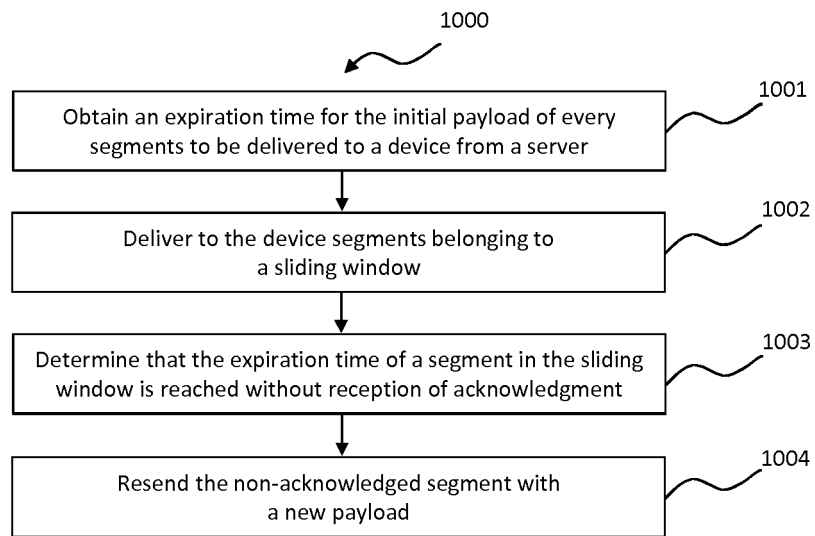 1000
Obtain an expiration time for the initial payload of every
segments to be delivered to a device from a server
1001
Deliver to the device segments belonging to
a sliding window
1002
Determine that the expiration time of a segment in the sliding
window is reached without reception of acknowledgment
1003
Resend the non-acknowledged segment with
a new payload
1004